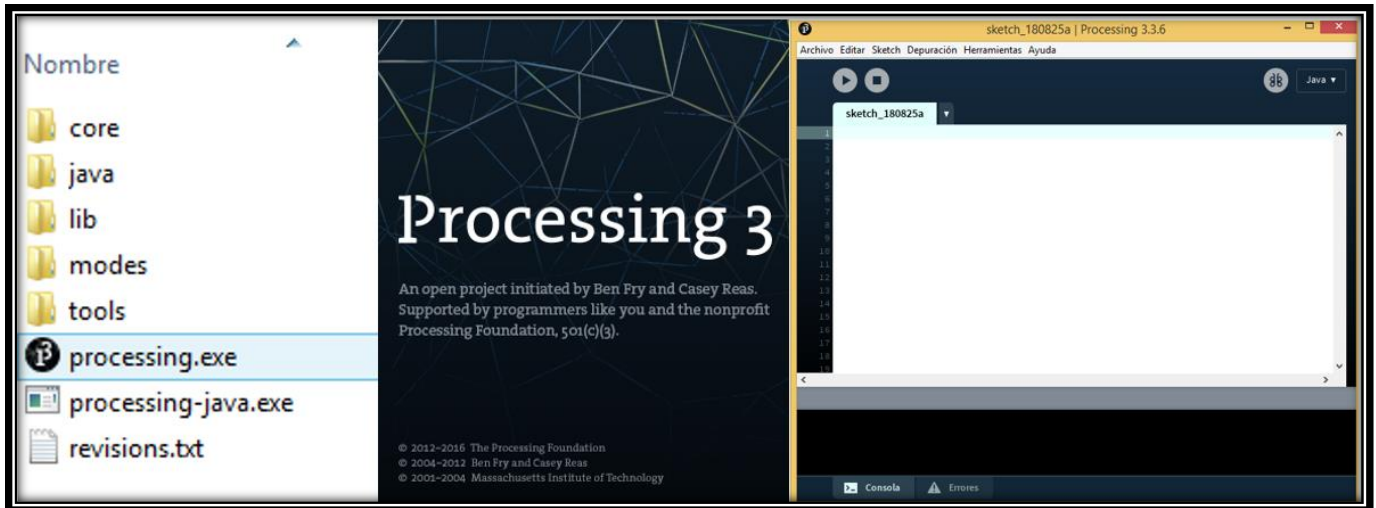 Nombre
core
java
lib
modes
tools
processing.exe
processing-java.exe
revisions.txt
Processing 3
An open project initiated by Ben Fry and Casey Reas.
Supported by programmers like you and the nonprofit
Processing Foundation, 501(c)(3).
© 2012-2016 The Processing Foundation
© 2004-2012 Ben Fry and Casey Reas
© 2001-2004 Massachusetts Institute of Technology
sketch_180825a | Processing 3.3.6
Archivo Editar Sketch Depuración Herramientas Ayuda
Java
sketch_180825a
1
2
3
4
5
6
7
8
9
10
11
12
13
14
15
16
17
18
19
Consola Errores